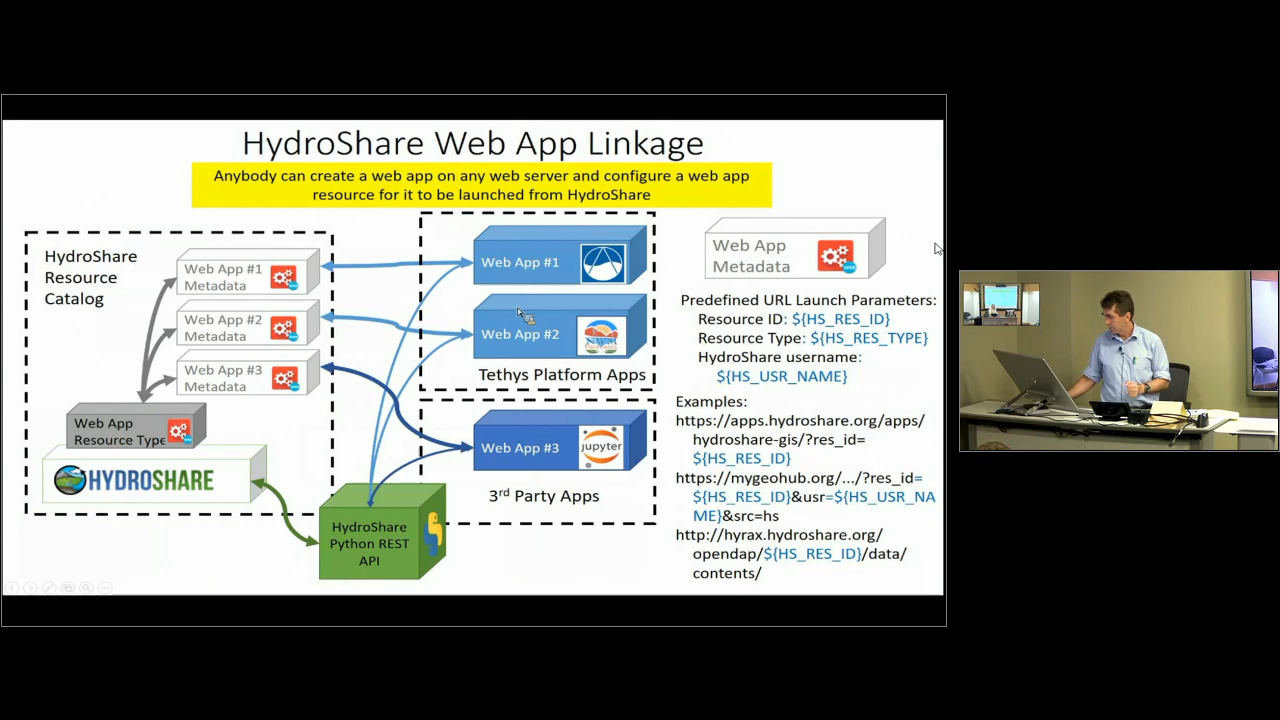 HydroShare Web App Linkage
Anybody can create a web app on any web server and configure a web app
resource for it to be launched from HydroShare
HydroShare
Resource
Catalog
Web App #1
Metadata
Web App #2
Metadata
Web App #3
Metadata
Web App
Resource Type
HYDROSHARE
HydroShare
Python REST
API
Web App #1
Web App #2
Tethys Platform Apps
Web App #3
jupyter
3rd Party Apps
Web App
Metadata
Predefined URL Launch Parameters:
Resource ID: ${HS_RES_ID}
Resource Type: ${HS_RES_TYPE}
HydroShare username:
${HS_USR_NAME}
Examples:
https://apps.hydroshare.org/apps/
hydroshare-gis/?res_id=
${HS_RES_ID}
https://mygeohub.org/.../?res_id=
${HS_RES_ID}&usr=${HS_USR_NA
ME}&src=hs
http://hyrax.hydroshare.org/
opendap/${HS_RES_ID}/data/
contents/